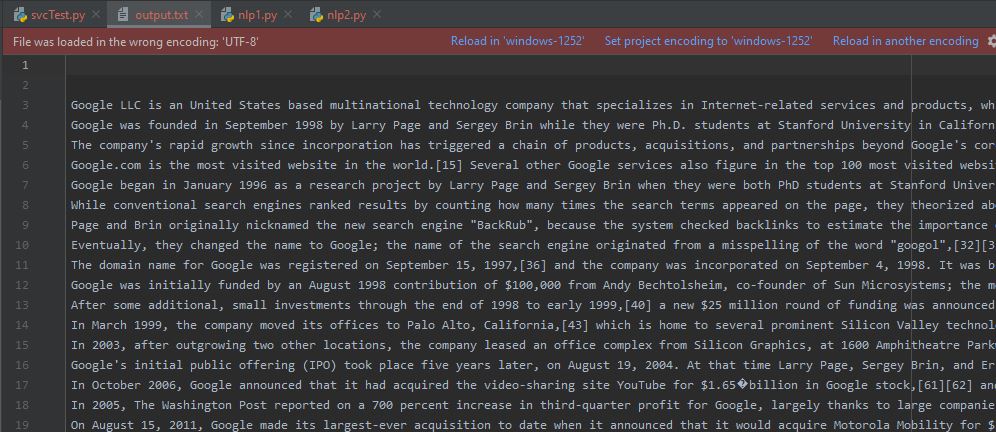 svcTest.py output.txt nlp1.py nlp2.py
File was loaded in the wrong encoding: 'UTF-8' Reload in 'windows-1252' Set project encoding to 'windows-1252' Reload in another encoding
1
2
3 Google LLC is an United States based multinational technology company that specializes in Internet-related services and products, wh
4 Google was founded in September 1998 by Larry Page and Sergey Brin while they were Ph.D. students at Stanford University in Californ
5 The company's rapid growth since incorporation has triggered a chain of products, acquisitions, and partnerships beyond Google's cor
6 Google.com is the most visited website in the world.[15] Several other Google services also figure in the top 100 most visited websi
7 Google began in January 1996 as a research project by Larry Page and Sergey Brin when they were both PhD students at Stanford Univer
8 While conventional search engines ranked results by counting how many times the search terms appeared on the page, they theorized abo
9 Page and Brin originally nicknamed the new search engine "BackRub", because the system checked backlinks to estimate the importance
10 Eventually, they changed the name to Google; the name of the search engine originated from a misspelling of the word "googol",[32][3
11 The domain name for Google was registered on September 15, 1997,[36] and the company was incorporated on September 4, 1998. It was b
12 Google was initially funded by an August 1998 contribution of $100,000 from Andy Bechtolsheim, co-founder of Sun Microsystems; the m
13 After some additional, small investments through the end of 1998 to early 1999,[40] a new $25 million round of funding was announced
14 In March 1999, the company moved its offices to Palo Alto, California,[43] which is home to several prominent Silicon Valley technol
15 In 2003, after outgrowing two other locations, the company leased an office complex from Silicon Graphics, at 1600 Amphitheatre Park
16 Google's initial public offering (IPO) took place five years later, on August 19, 2004. At that time Larry Page, Sergey Brin, and Er
17 In October 2006, Google announced that it had acquired the video-sharing site YouTube for $1.65�billion in Google stock,[61][62] an
18 In 2005, The Washington Post reported on a 700 percent increase in third-quarter profit for Google, largely thanks to large companie
19 On August 15, 2011, Google made its largest-ever acquisition to date when it announced that it would acquire Motorola Mobility for $